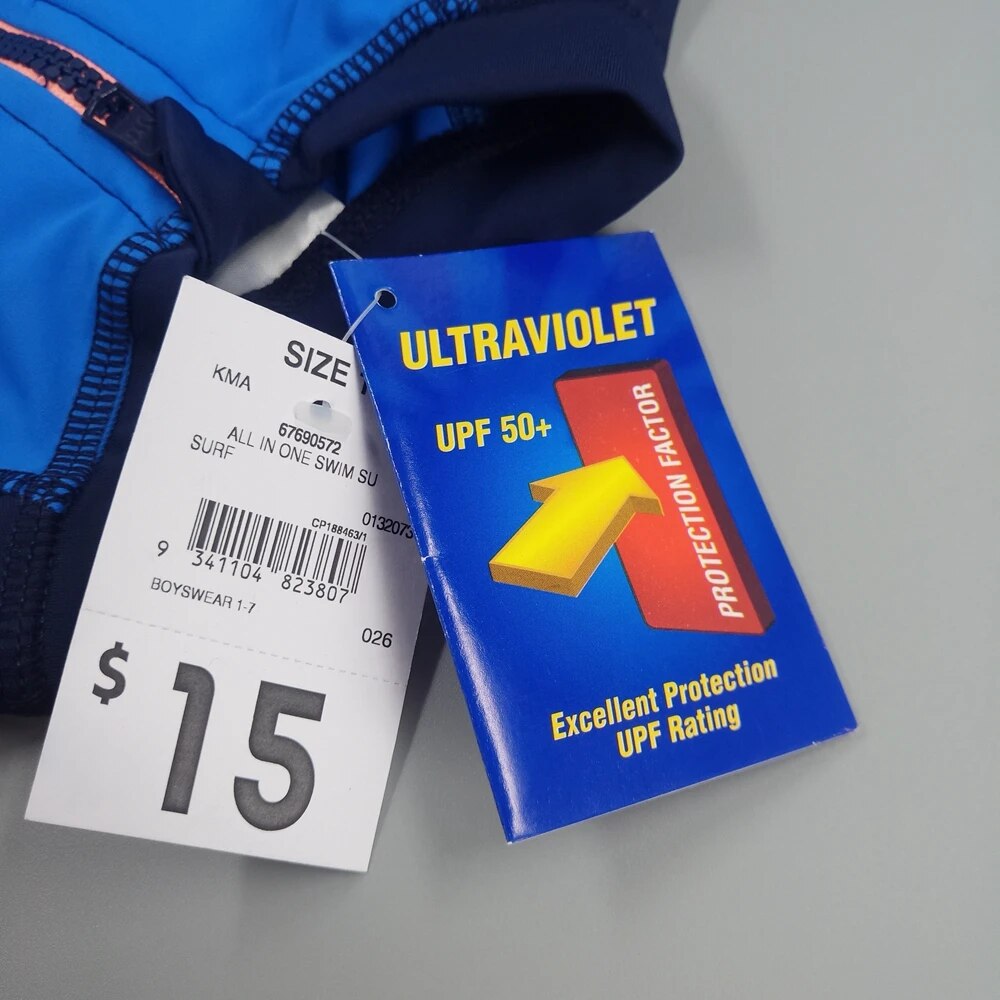 SIZE
KMA
67690572
ALL IN ONE SWIM SU
SURF
CP188463/1
0132073
9 341104 823807
BOYSWEAR 1-7
026
$15
ULTRAVIOLET
UPF 50+
PROTECTION FACTOR
Excellent Protection
UPF Rating